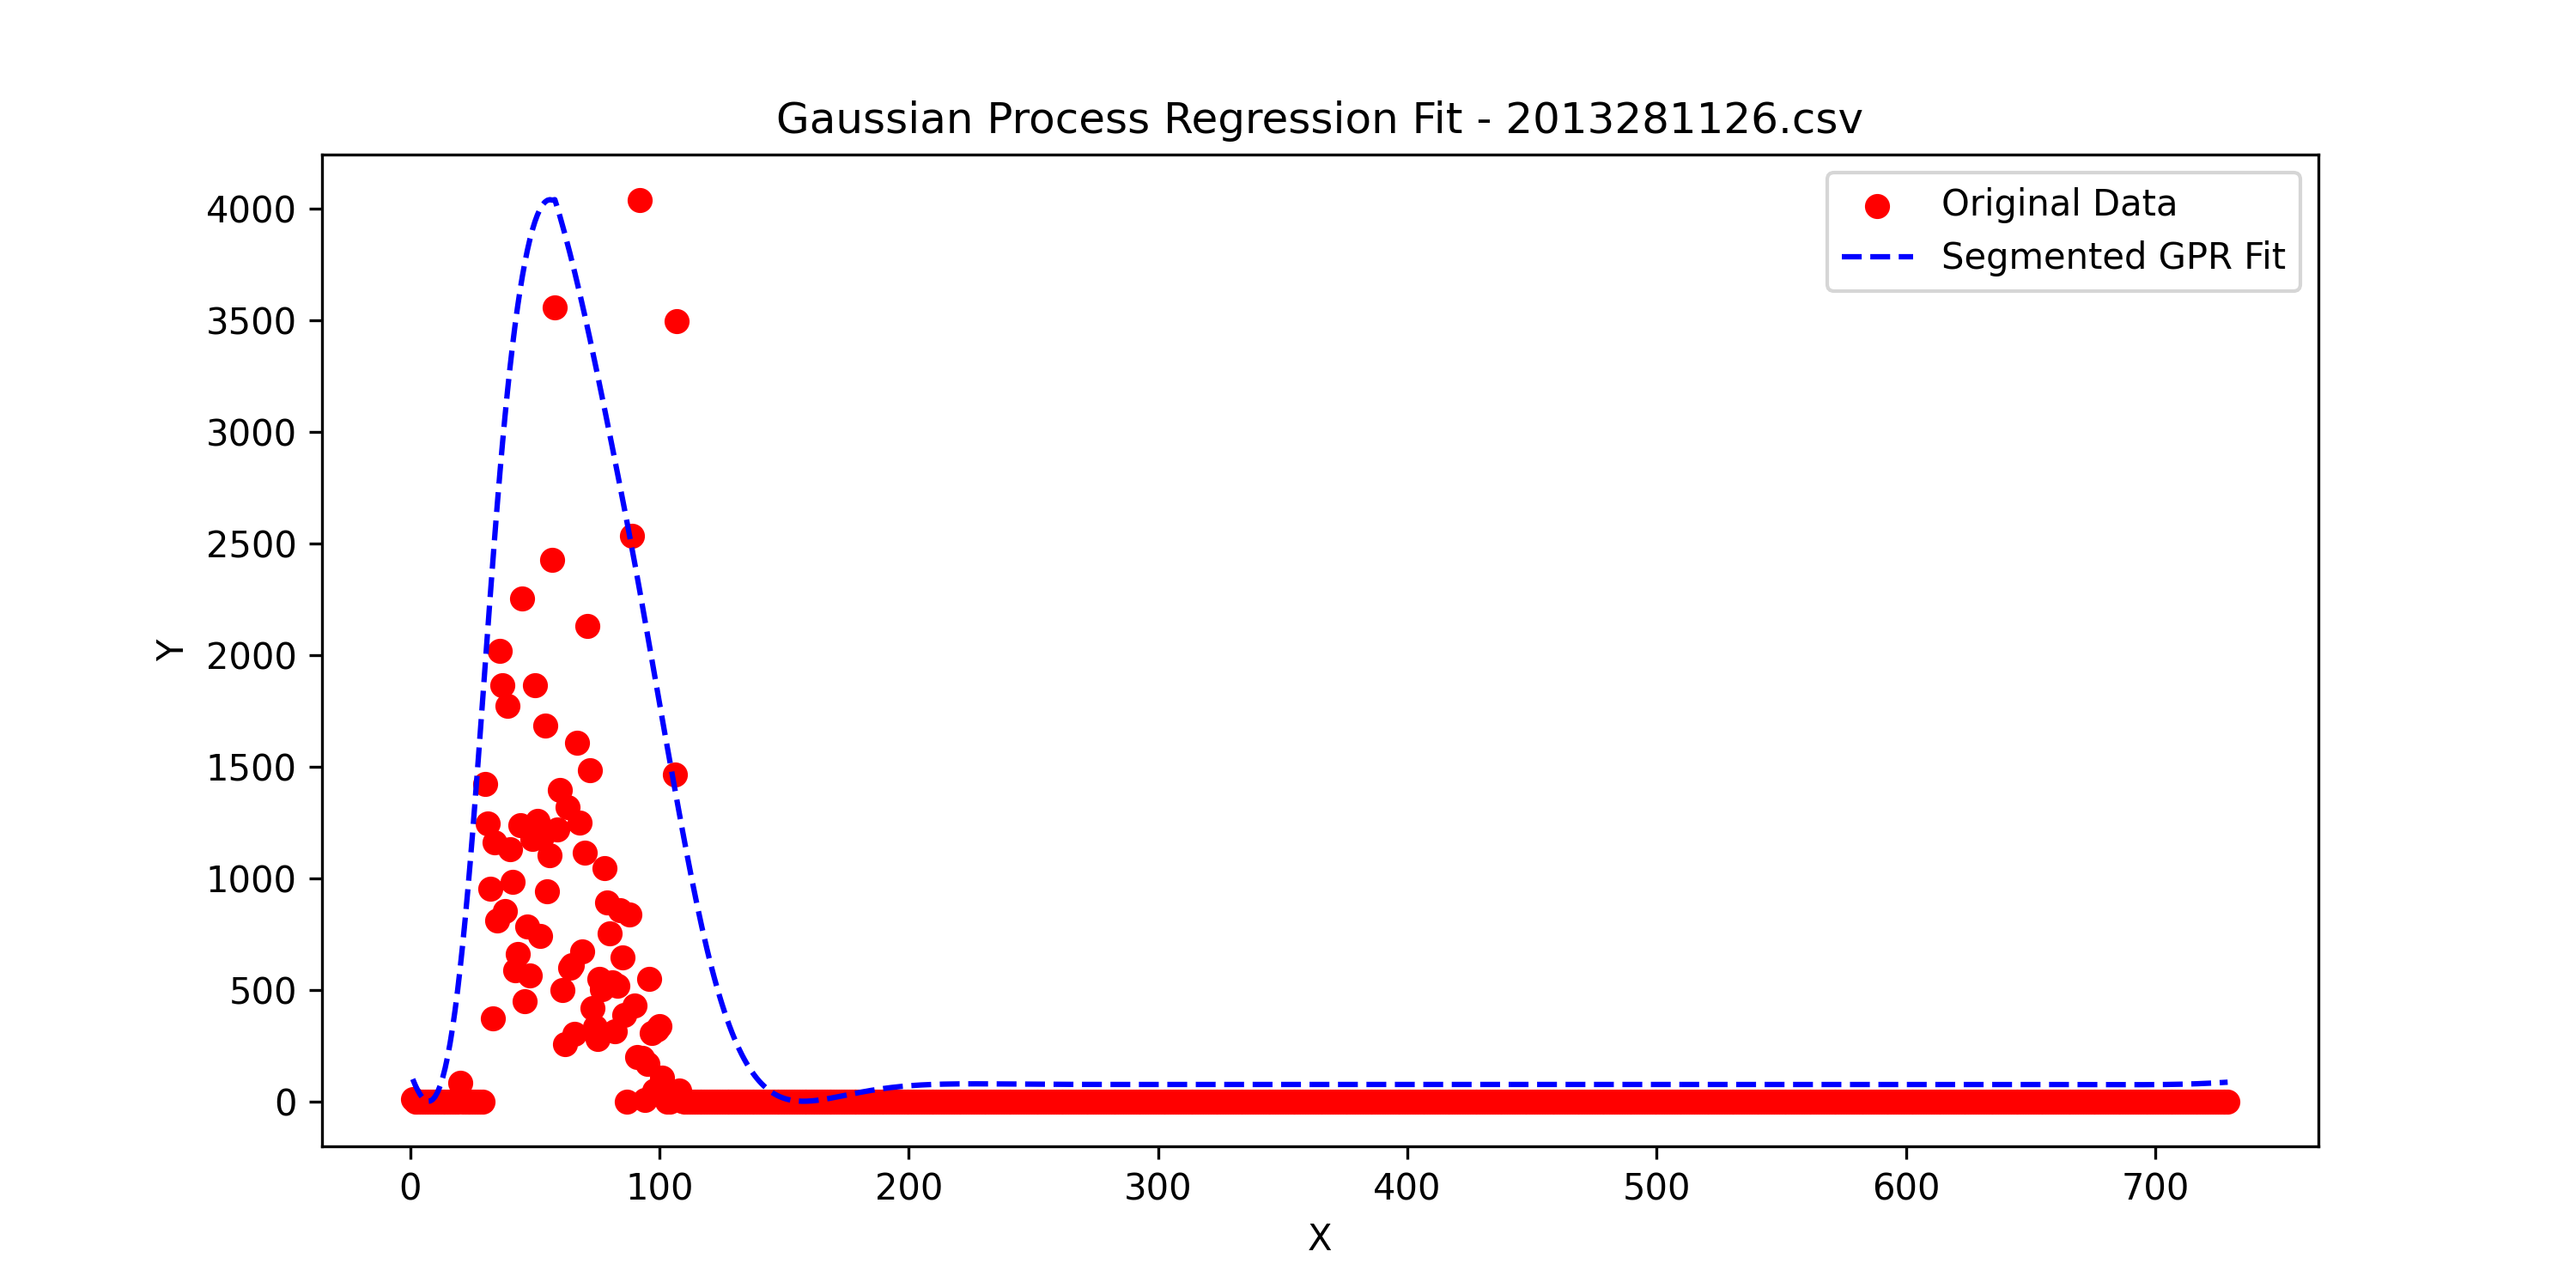 Gaussian Process Regression Fit - 2013281126.csv
Original Data
Segmented GPR Fit
4000
3500
3000
2500
2000
1500
1000
500
0
Y
0 100 200 300 400 500 600 700
X